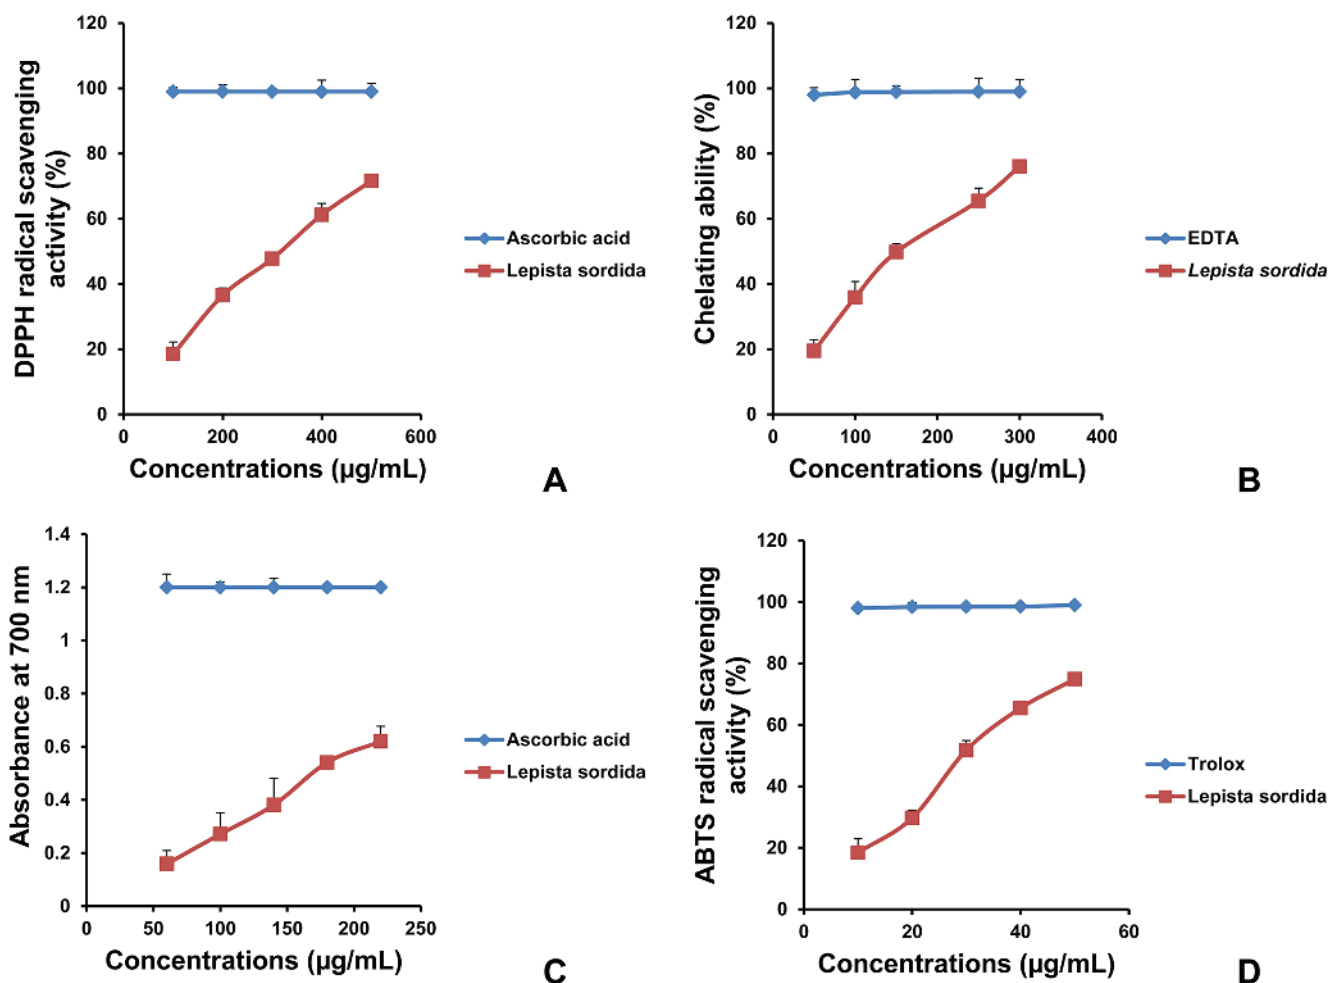 DPPH radical scavenging
activity (%)
120
100
80
60
40
20
0
0 200 400 600
Concentrations (µg/mL)
Ascorbic acid
Lepista sordida
A
Chelating ability (%)
120
100
80
60
40
20
0
0 100 200 300 400
Concentrations (µg/mL)
EDTA
Lepista sordida
B
Absorbance at 700 nm
1.4
1.2
1
0.8
0.6
0.4
0.2
0
0 50 100 150 200 250
Concentrations (µg/mL)
Ascorbic acid
Lepista sordida
C
ABTS radical scavenging
activity (%)
120
100
80
60
40
20
0
0 20 40 60
Concentrations (µg/mL)
Trolox
Lepista sordida
D